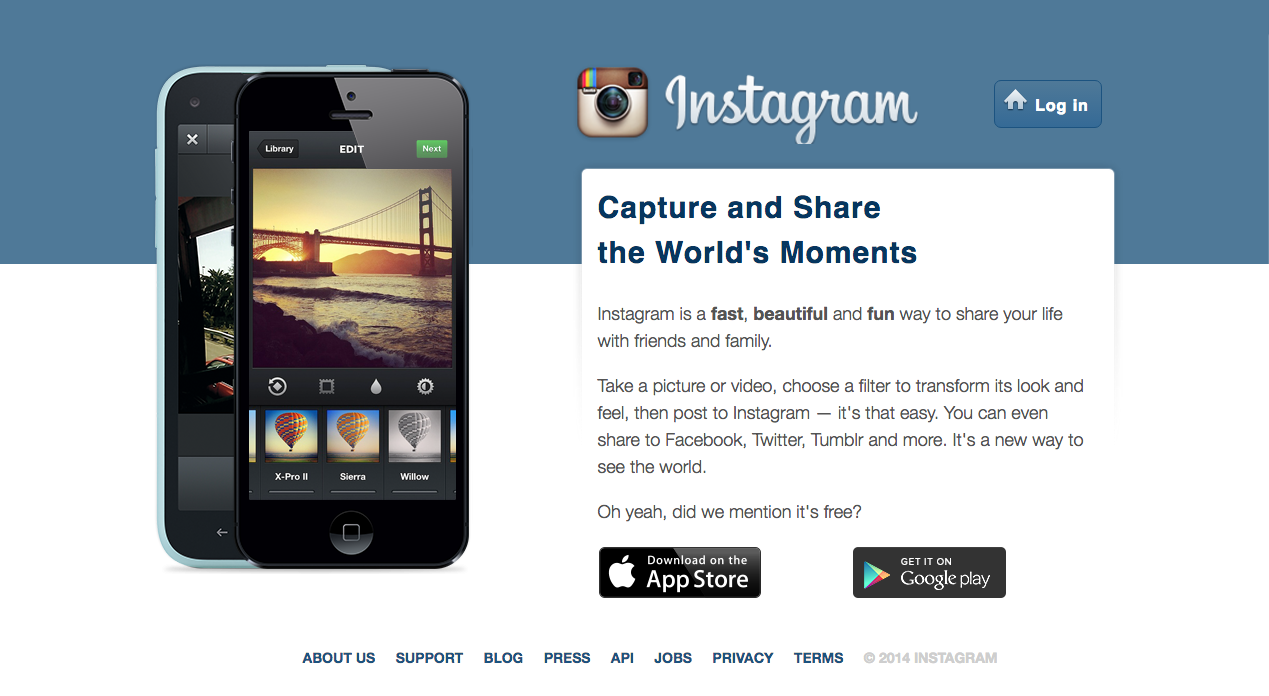 Instagram
Log in
Library
EDIT
Next
X-Pro II
Sierra
Willow
Capture and Share
the World's Moments
Instagram is a fast, beautiful and fun way to share your life
with friends and family.
Take a picture or video, choose a filter to transform its look and
feel, then post to Instagram — it's that easy. You can even
share to Facebook, Twitter, Tumblr and more. It's a new way to
see the world.
Oh yeah, did we mention it's free?
Download on the
App Store
GET IT ON
Google play
ABOUT US SUPPORT BLOG PRESS API JOBS PRIVACY TERMS © 2014 INSTAGRAM